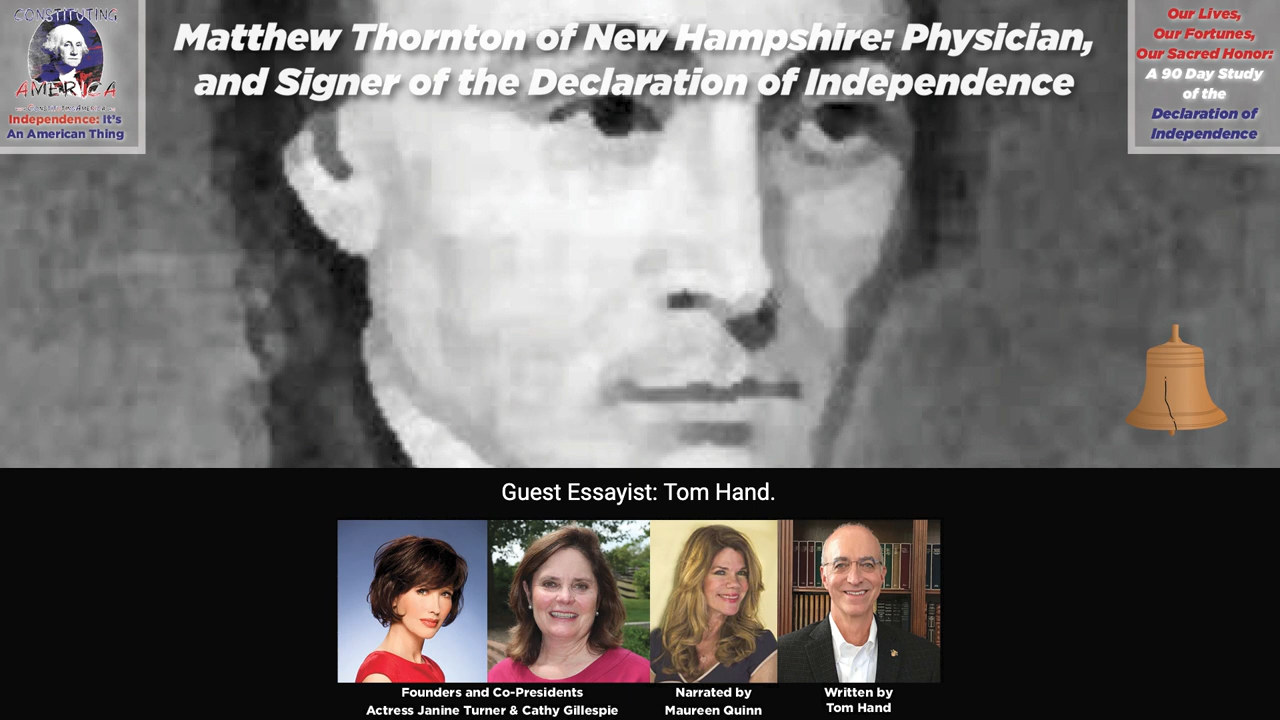 CONSTITUTING
AMERICA
Independence: It's
An American Thing
Matthew Thornton of New Hampshire: Physician,
and Signer of the Declaration of Independence
Our Lives,
Our Fortunes,
Our Sacred Honor:
A 90 Day Study
of the
Declaration of
Independence
Guest Essayist: Tom Hand.
Founders and Co-Presidents
Actress Janine Turner & Cathy Gillespie
Narrated by
Maureen Quinn
Written by
Tom Hand